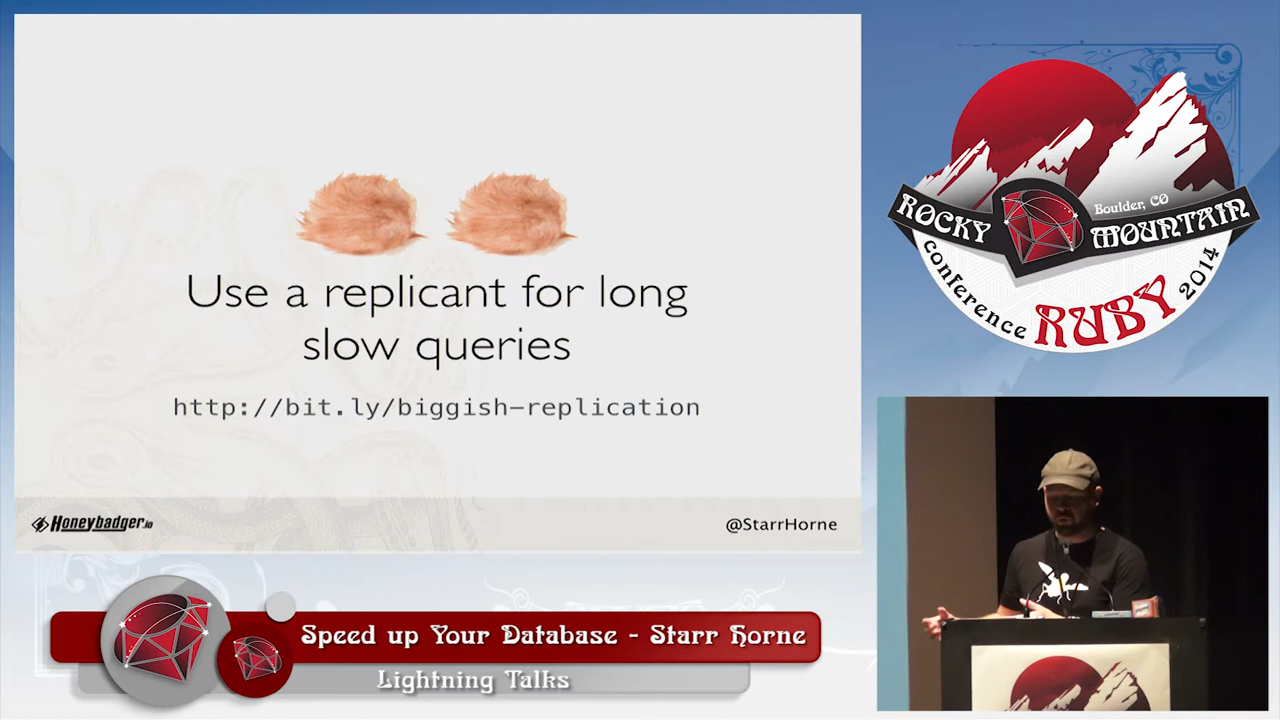 Use a replicant for long
slow queries
http://bit.ly/biggish-replication
Honeybadger.io
@StarrHorne
ROCKY MOUNTAIN
Boulder, CO
conference RUBY 2014
Speed up Your Database - Starr Horne
Lightning Talks